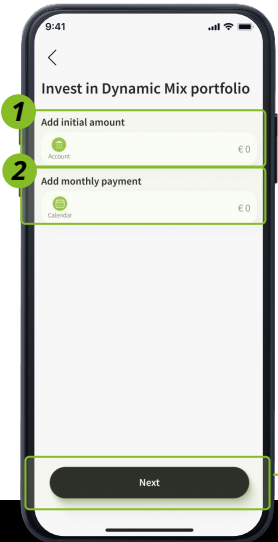 9:41
Invest in Dynamic Mix portfolio
1
Add initial amount
Account
€ 0
2
Add monthly payment
Calendar
€ 0
Next